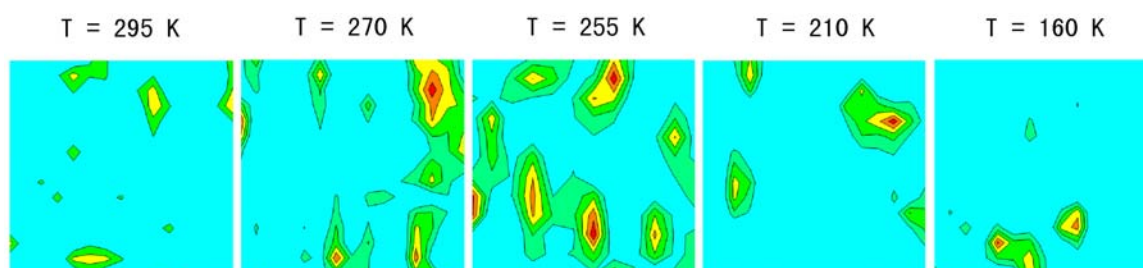 T = 295 K T = 270 K T = 255 K T = 210 K T = 160 K